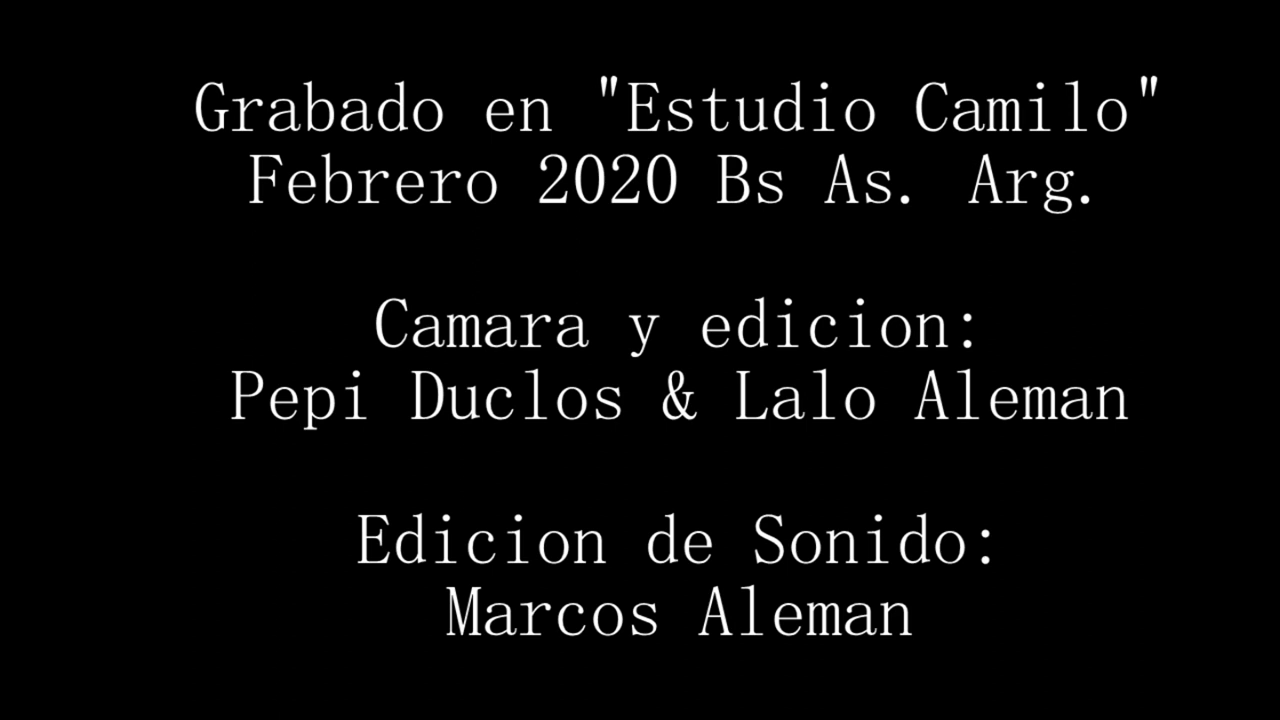 Grabado en "Estudio Camilo"
Febrero 2020 Bs As. Arg.
Camara y edicion:
Pepi Duclos & Lalo Aleman
Edicion de Sonido:
Marcos Aleman